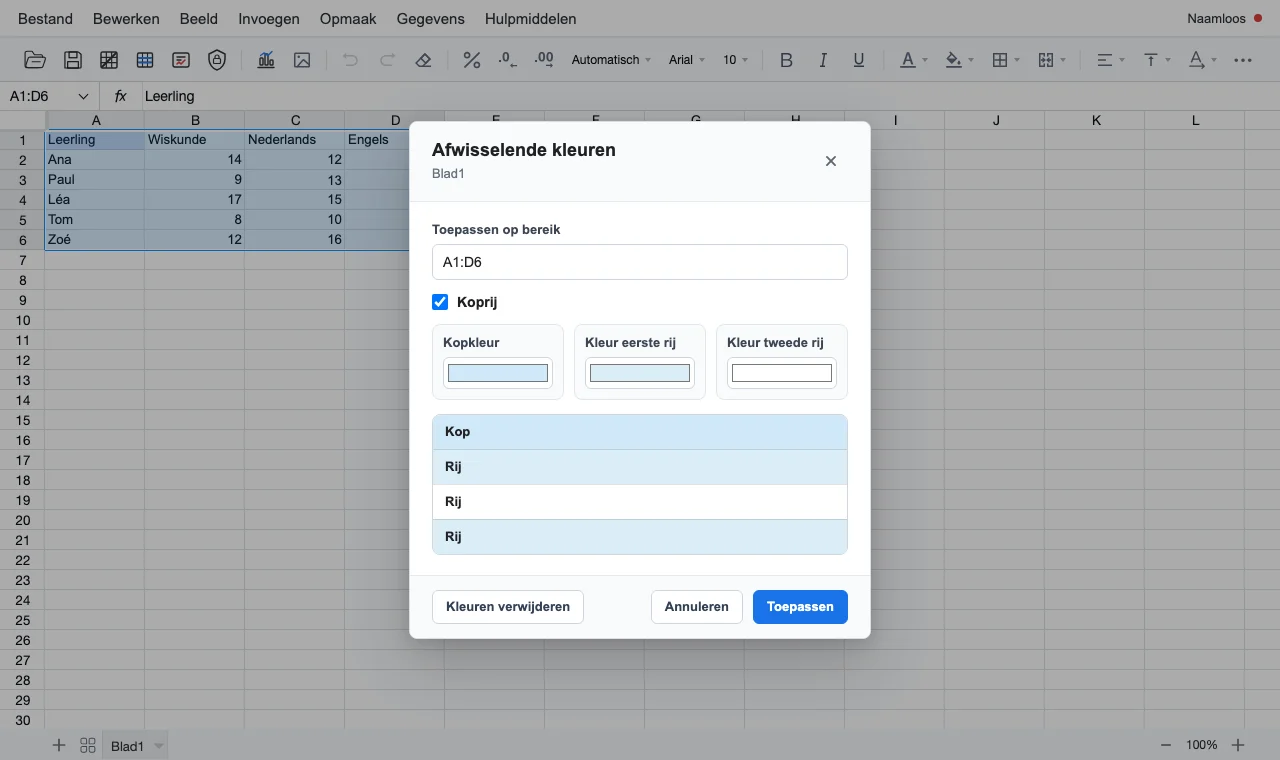 Bestand Bewerken Beeld Invoegen Opmaak Gegevens Hulpmiddelen Naamloos
% .0 .00 Automatisch Arial 10 B I U A A
A1:D6 fx Leerling
A B C D E F G H I J K L
1 Leerling Wiskunde Nederlands Engels
2 Ana 14 12
3 Paul 9 13
4 Léa 17 15
5 Tom 8 10
6 Zoé 12 16
7
8
9
10
11
12
13
14
15
16
17
18
19
20
21
22
23
24
25
26
27
28
29
30
Afwisselende kleuren
Blad1
Toepassen op bereik
A1:D6
Koprij
Kopkleur Kleur eerste rij Kleur tweede rij
Kop
Rij
Rij
Rij
Kleuren verwijderen Annuleren Toepassen
Blad1 100%